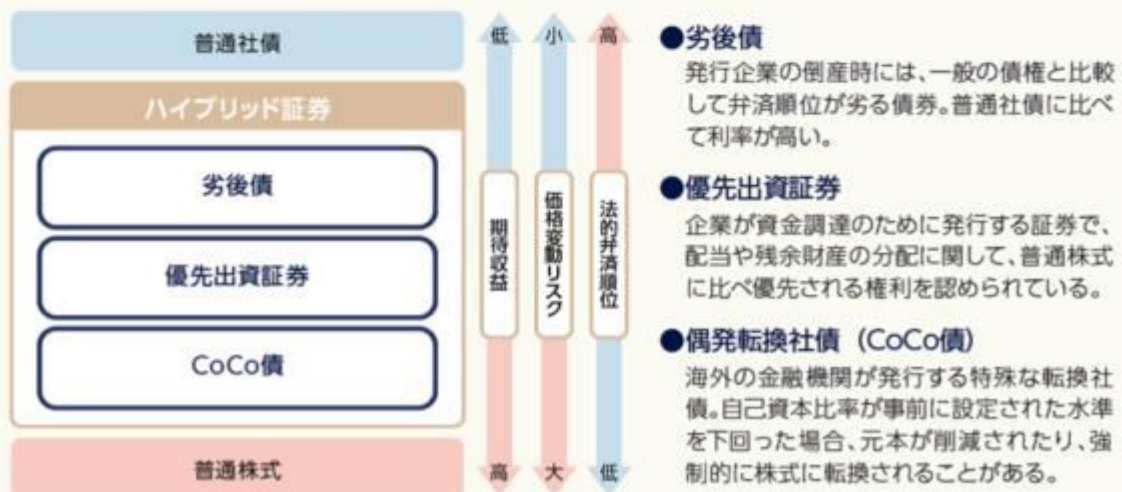 普通社債
ハイブリッド証券
劣後債
優先出資証券
CoCo債
普通株式
低
小
高
期待収益
価格変動リスク
法的弁済順位
高
大
低
●劣後債
発行企業の倒産時には、一般の債権と比較
して弁済順位が劣る債券。普通社債に比べ
て利率が高い。
●優先出資証券
企業が資金調達のために発行する証券で、
配当や残余財産の分配に関して、普通株式
に比べ優先される権利を認められている。
●偶発転換社債（CoCo債）
海外の金融機関が発行する特殊な転換社
債。自己資本比率が事前に設定された水準
を下回った場合、元本が削減されたり、強
制的に株式に転換されることがある。